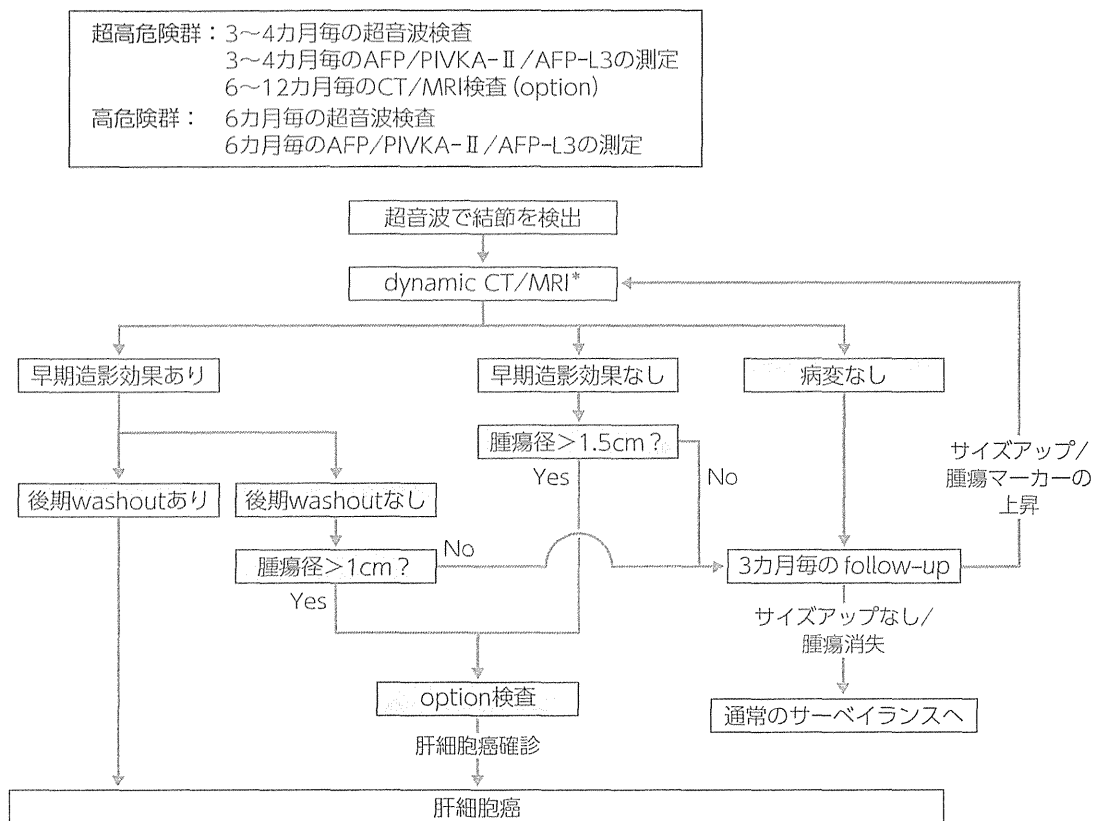 超高危険群：3〜4カ月毎の超音波検査
3〜4カ月毎のAFP/PIVKA-Ⅱ/AFP-L3の測定
6〜12カ月毎のCT/MRI検査（option）
高危険群： 6カ月毎の超音波検査
6カ月毎のAFP/PIVKA-Ⅱ/AFP-L3の測定
超音波で結節を検出
dynamic CT/MRI*
早期造影効果あり
早期造影効果なし
病変なし
腫瘍径＞1.5cm？
Yes
No
サイズアップ/
腫瘍マーカーの
上昇
後期washoutあり
後期washoutなし
腫瘍径＞1cm？
No
Yes
3カ月毎の follow-up
サイズアップなし/
腫瘍消失
option検査
通常のサーベイランスへ
肝細胞癌確診
肝細胞癌